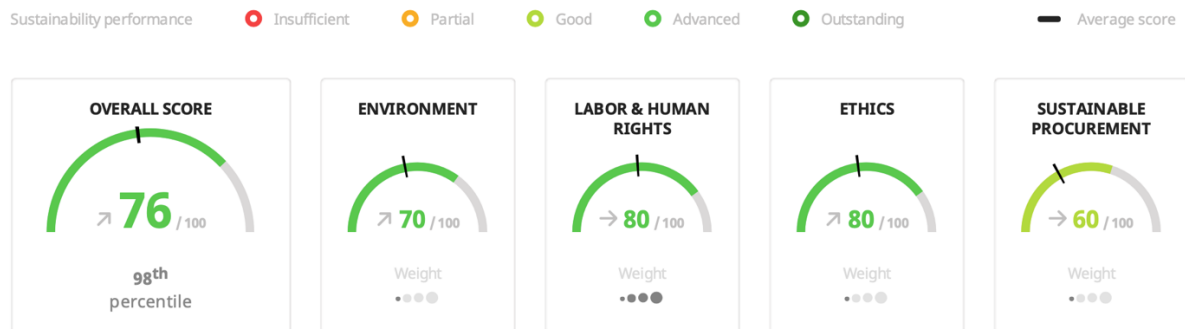 Sustainability performance Insufficient Partial Good Advanced Outstanding Average score
OVERALL SCORE
76 / 100
98th
percentile
ENVIRONMENT
70 / 100
Weight
LABOR & HUMAN
RIGHTS
80 / 100
Weight
ETHICS
80 / 100
Weight
SUSTAINABLE
PROCUREMENT
60 / 100
Weight